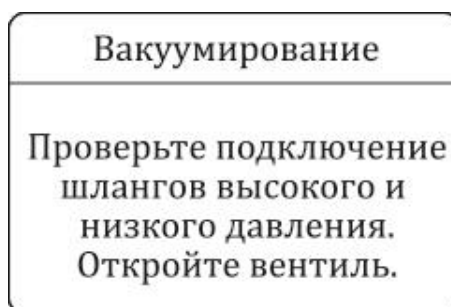 Вакуумирование
Проверьте подключение
шлангов высокого и
низкого давления.
Откройте вентиль.